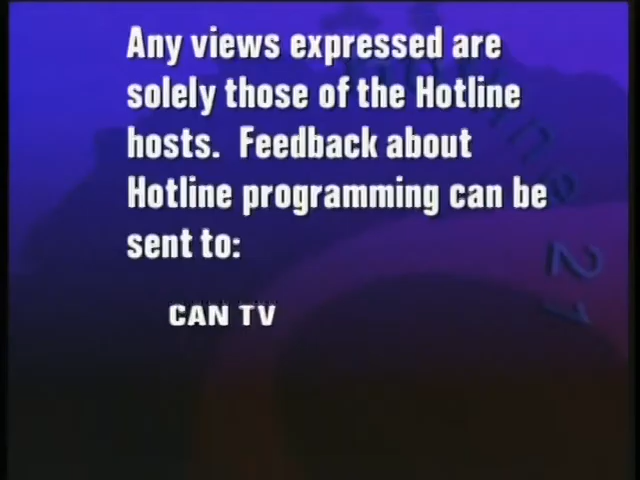 Any views expressed are
solely those of the Hotline
hosts.  Feedback about
Hotline programming can be
sent to:
CAN TV
21